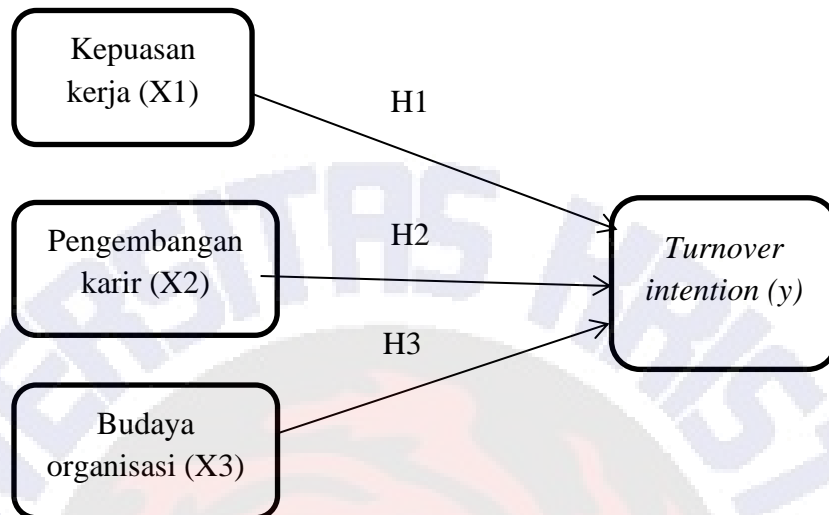 Kepuasan
kerja (X1)
H1
Pengembangan
karir (X2)
H2
Turnover
intention (y)
H3
Budaya
organisasi (X3)